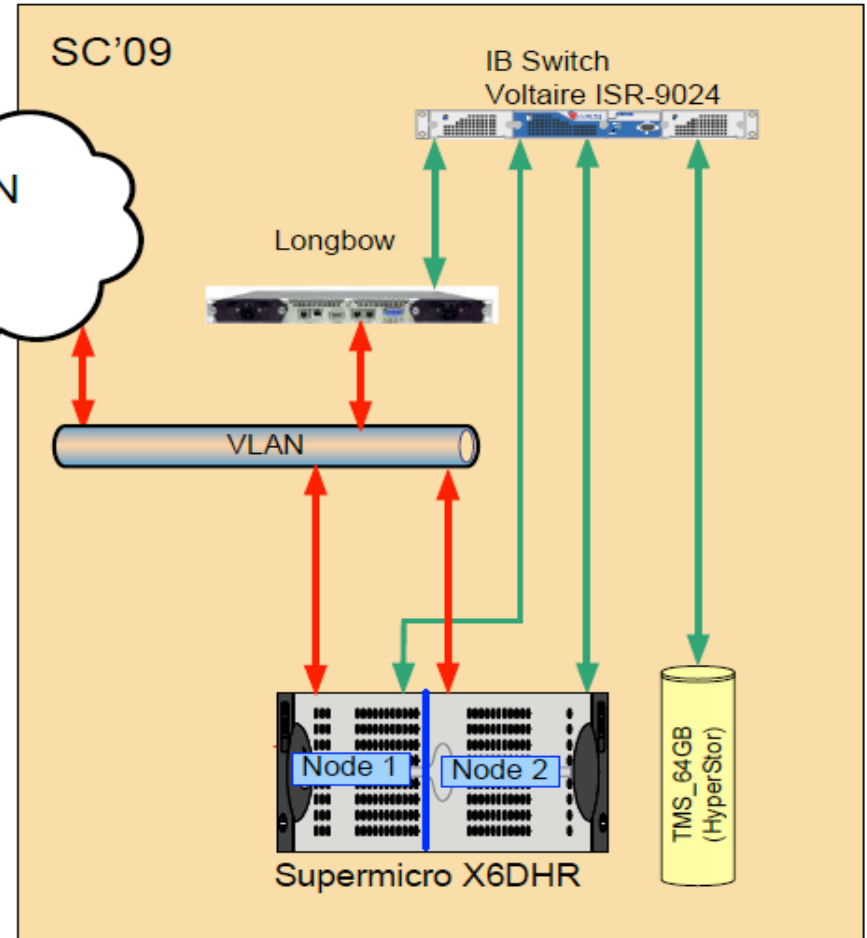 SC'09
IB Switch
Voltaire ISR-9024
N
Longbow
VLAN
Node 1
Node 2
Supermicro X6DHR
TMS_64GB
(HyperStor)